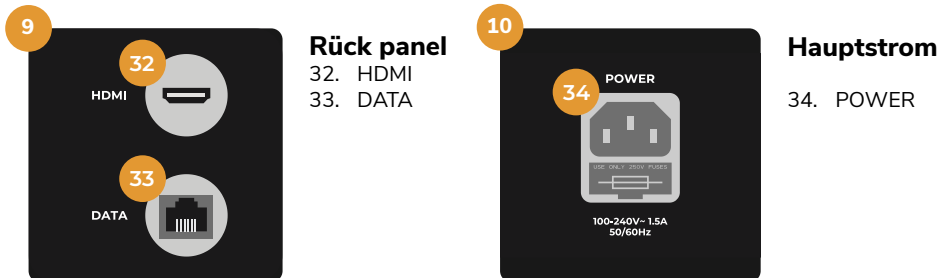 9
32
HDMI
33
DATA
Rück panel
32. HDMI
33. DATA
10
POWER
34
USE ONLY 250V FUSES
100-240V~ 1.5A
50/60Hz
Hauptstrom
34. POWER